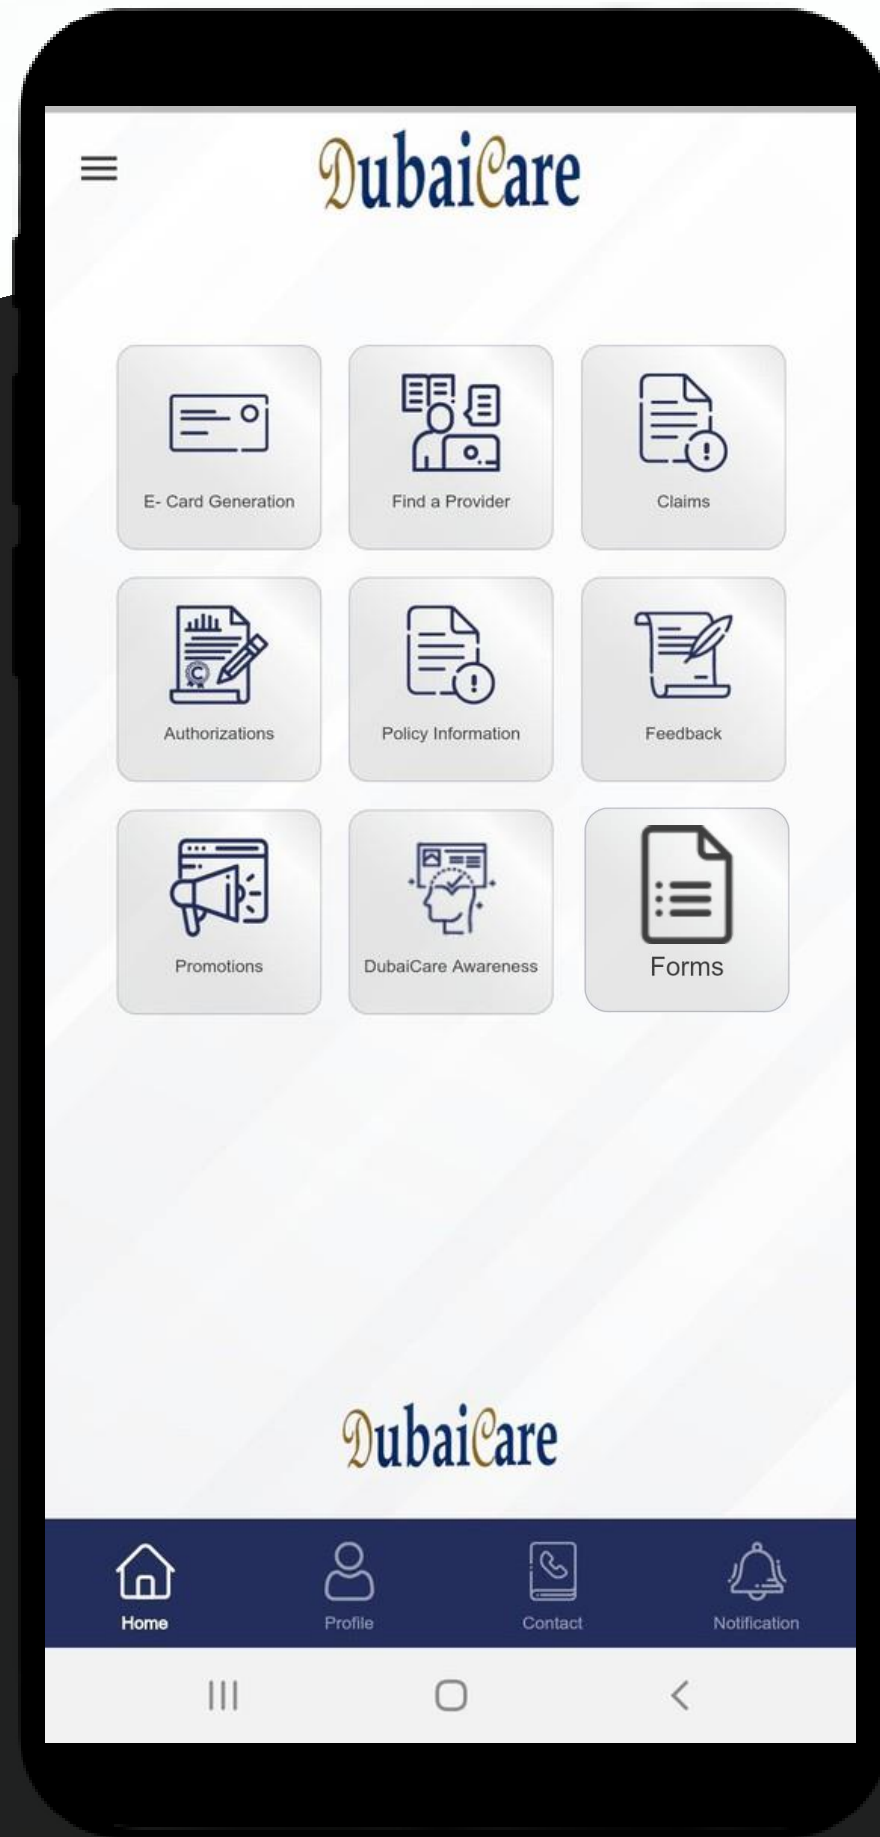 DubaiCare
E- Card Generation
Find a Provider
Claims
Authorizations
Policy Information
Feedback
Promotions
DubaiCare Awareness
Forms
DubaiCare
Home
Profile
Contact
Notification